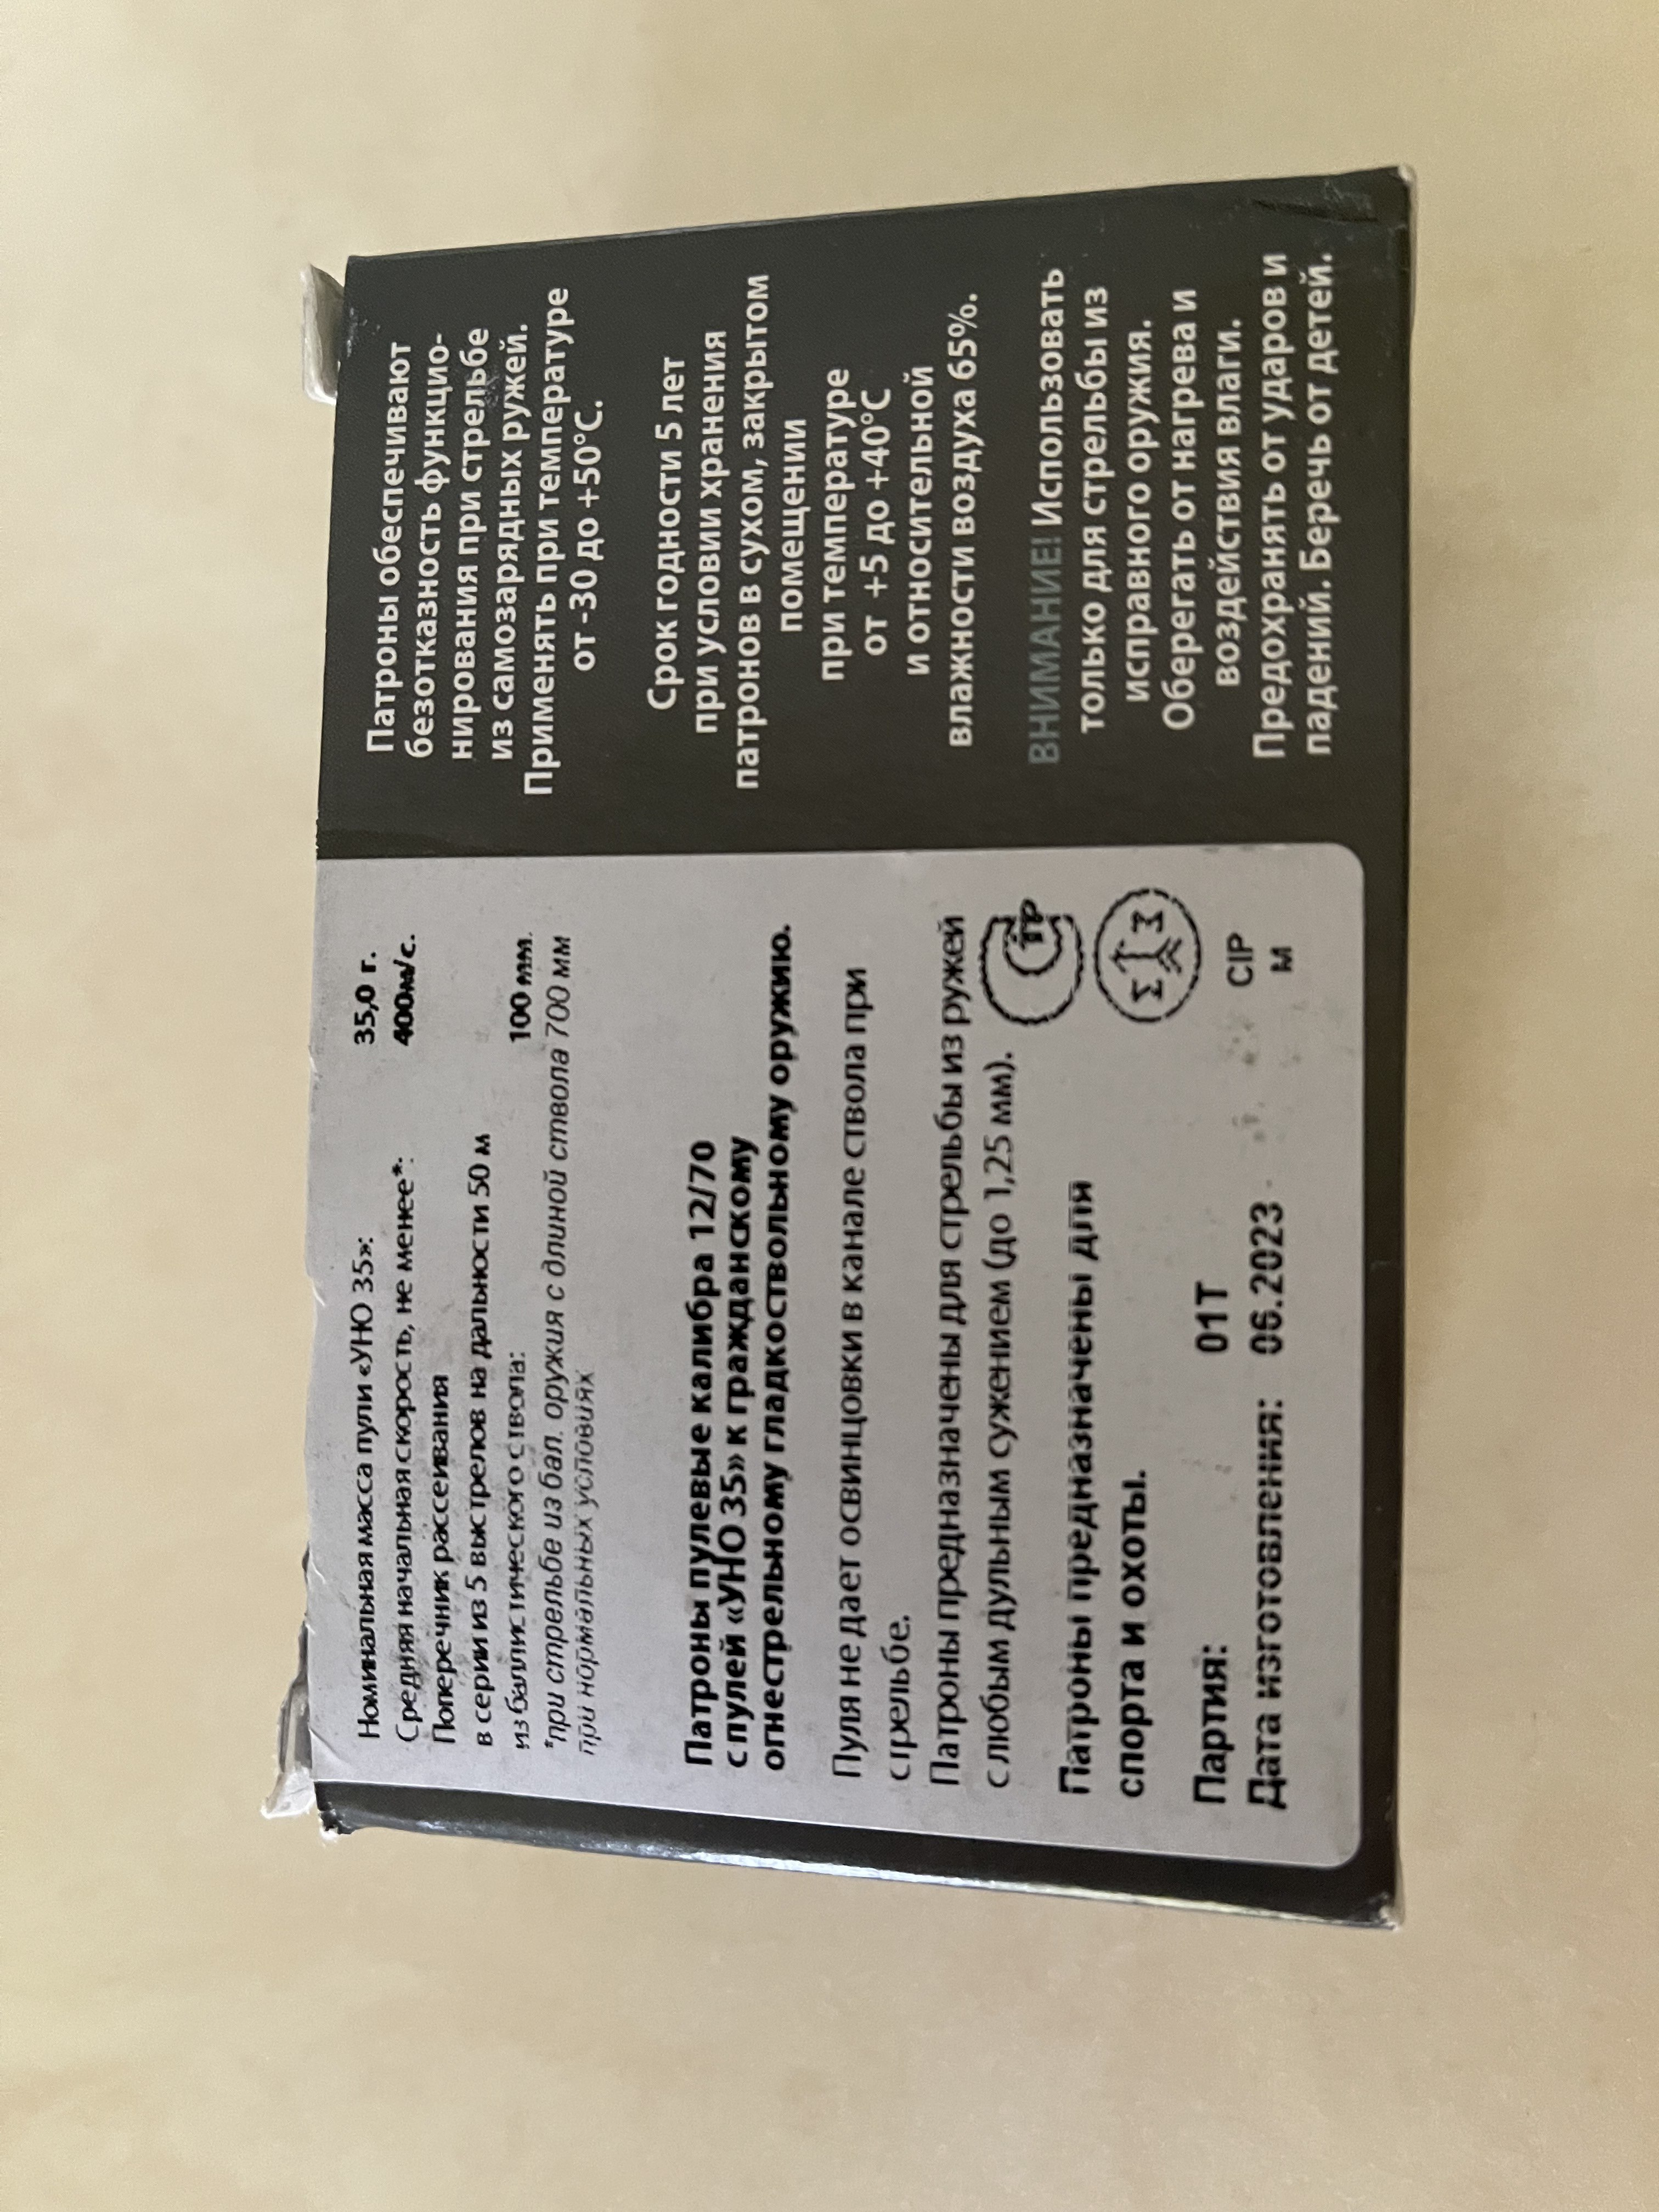 Номинальная масса пули «УНО 35»: 35,0 г.
Средняя начальная скорость, не менее*: 400м/с.
Поперечник рассеивания
в серии из 5 выстрелов на дальности 50 м
из баллистического ствола: 100 мм.
*при стрельбе из бал. оружия с длиной ствола 700 мм
при нормальных условиях
Патроны пулевые калибра 12/70
с пулей «УНО 35» к гражданскому
огнестрельному гладкоствольному оружию.
Пуля не дает освинцовки в канале ствола при
стрельбе.
Патроны предназначены для стрельбы из ружей
с любым дульным сужением (до 1,25 мм).
Патроны предназначены для
спорта и охоты.
Партия: 01Т
Дата изготовления: 06.2023
CIP
М
Патроны обеспечивают
безотказность функцио-
нирования при стрельбе
из самозарядных ружей.
Применять при температуре
от -30 до +50°С.
Срок годности 5 лет
при условии хранения
патронов в сухом, закрытом
помещении
при температуре
от +5 до +40°С
и относительной
влажности воздуха 65%.
ВНИМАНИЕ! Использовать
только для стрельбы из
исправного оружия.
Оберегать от нагрева и
воздействия влаги.
Предохранять от ударов и
падений. Беречь от детей.